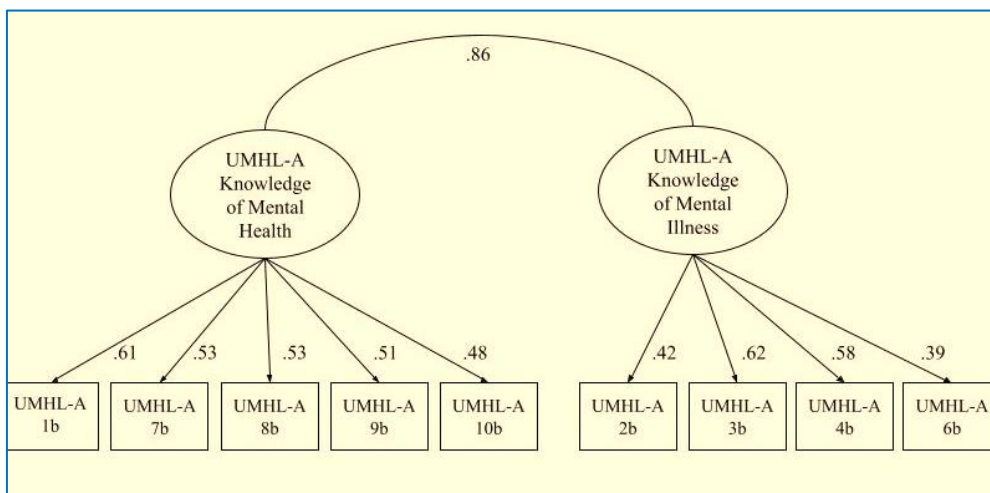 .86
UMHL-A
Knowledge
of Mental
Health
UMHL-A
Knowledge
of Mental
Illness
.61
.53
.53
.51
.48
.42
.62
.58
.39
UMHL-A
1b
UMHL-A
7b
UMHL-A
8b
UMHL-A
9b
UMHL-A
10b
UMHL-A
2b
UMHL-A
3b
UMHL-A
4b
UMHL-A
6b